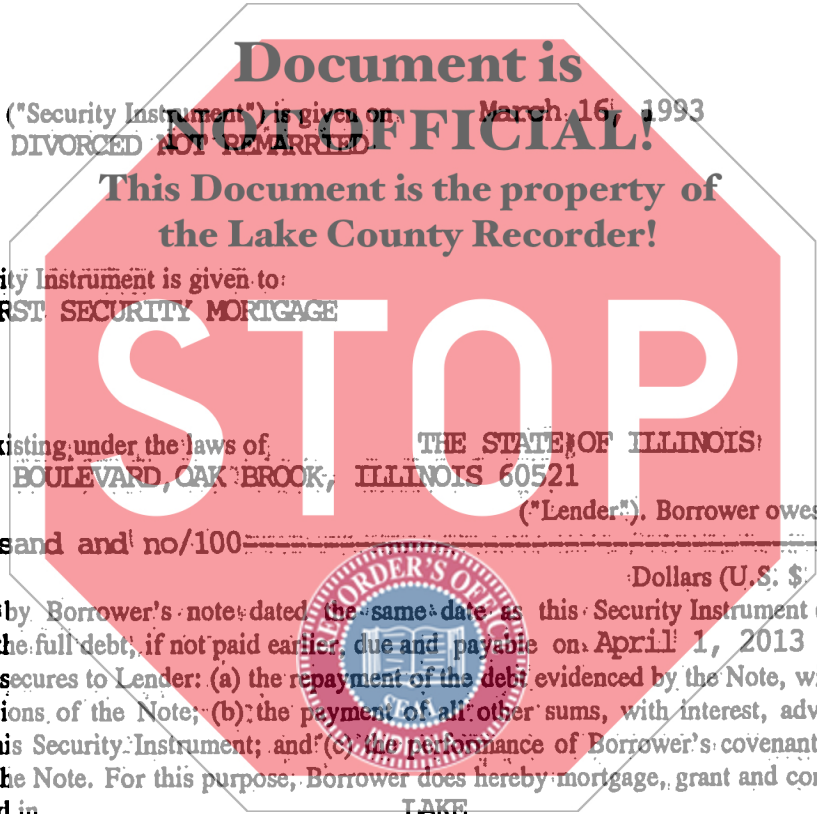 Document is
("Security Instrument") is given on March 16, 1993
NOT OFFICIAL!
DIVORCED NOT REMARRIED
This Document is the property of
the Lake County Recorder!
ity Instrument is given to:
RST SECURITY MORTGAGE
STOP
xisting under the laws of THE STATE OF ILLINOIS
BOULEVARD, OAK BROOK, ILLINOIS 60521
("Lender"). Borrower owes
sand and no/100
Dollars (U.S. $
RECORDER'S OFFICE
by Borrower's note dated the same date as this Security Instrument
the full debt, if not paid earlier, due and payable on April 1, 2013
secures to Lender: (a) the repayment of the debt evidenced by the Note, w
ions of the Note; (b) the payment of all other sums, with interest, adv
SEAL
is Security Instrument; and (c) the performance of Borrower's covenant
he Note. For this purpose, Borrower does hereby mortgage, grant and con
d in LAKE